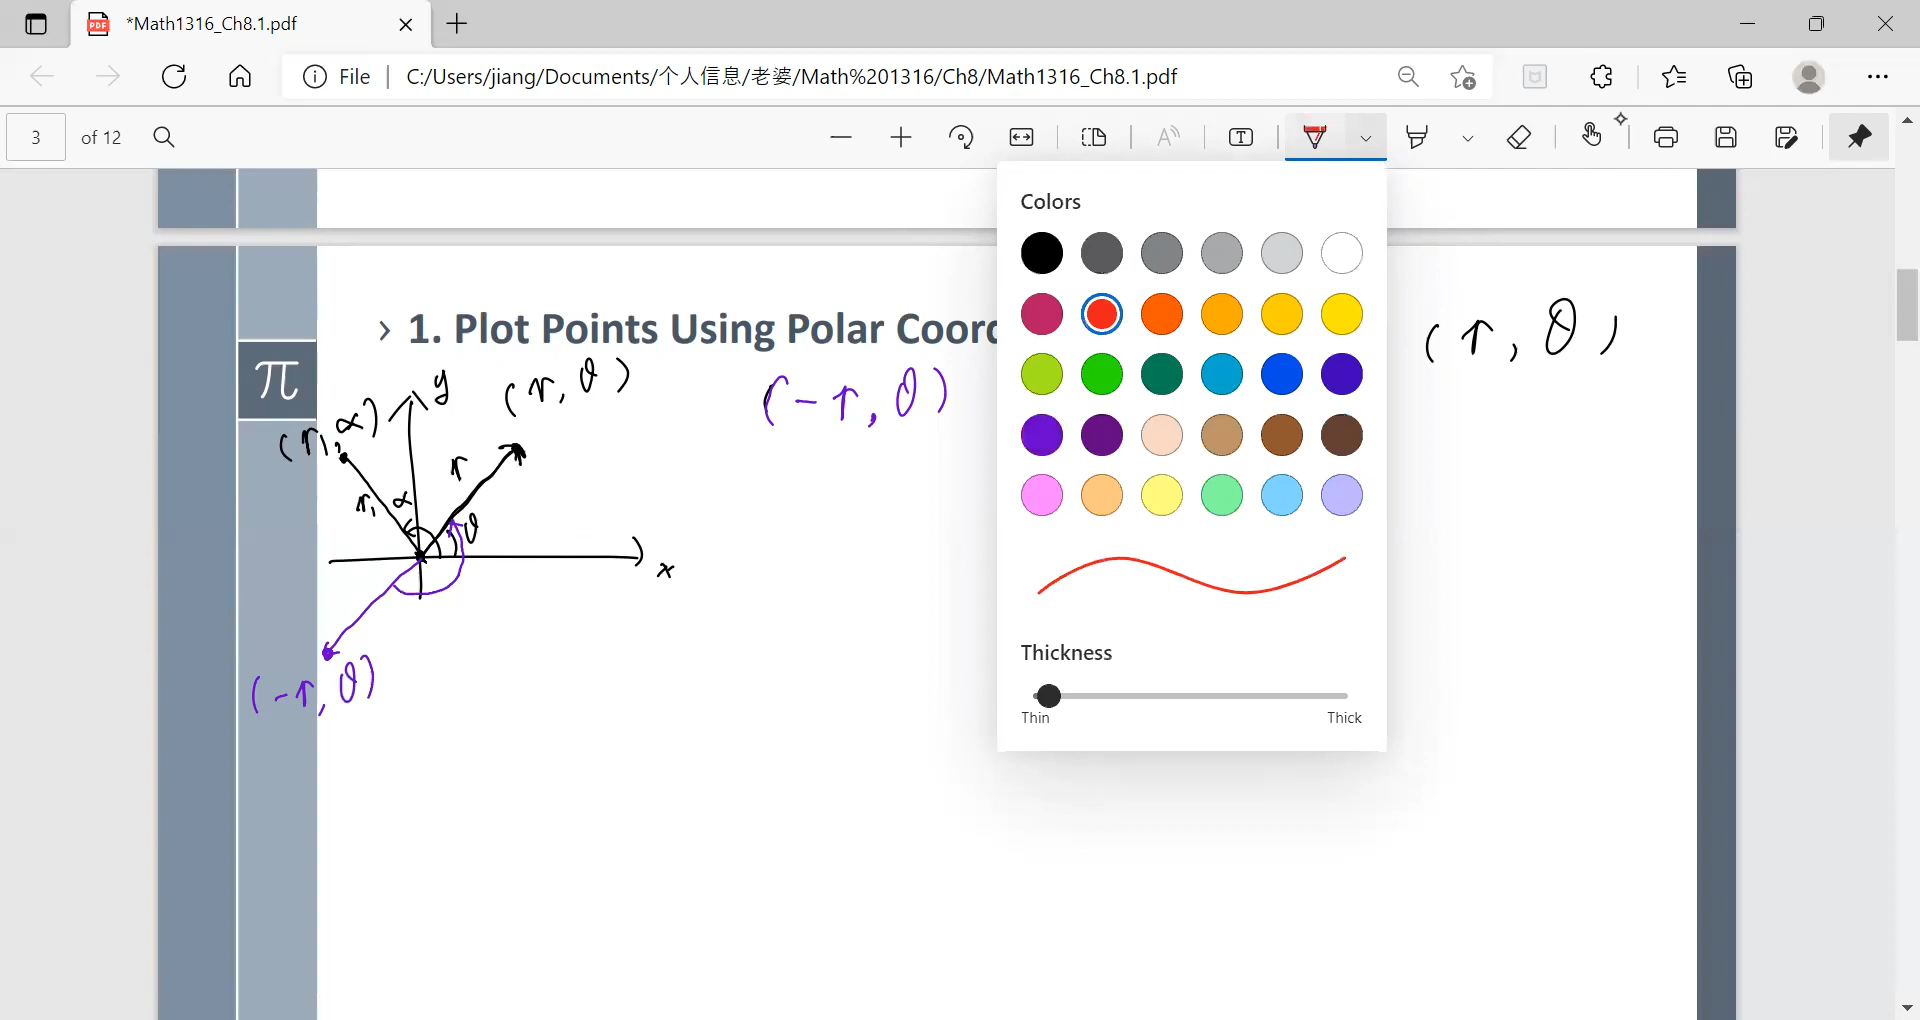 *Math1316_Ch8.1.pdf
File
C:/Users/jiang/Documents/个人信息/老婆/Math%201316/Ch8/Math1316_Ch8.1.pdf
3 of 12
Colors
› 1. Plot Points Using Polar Coord
(r, θ)
π
y
(r, θ)
(-r, θ)
(r₁, α)
r
r₁
α
θ
x
(-r, θ)
Thickness
Thin
Thick